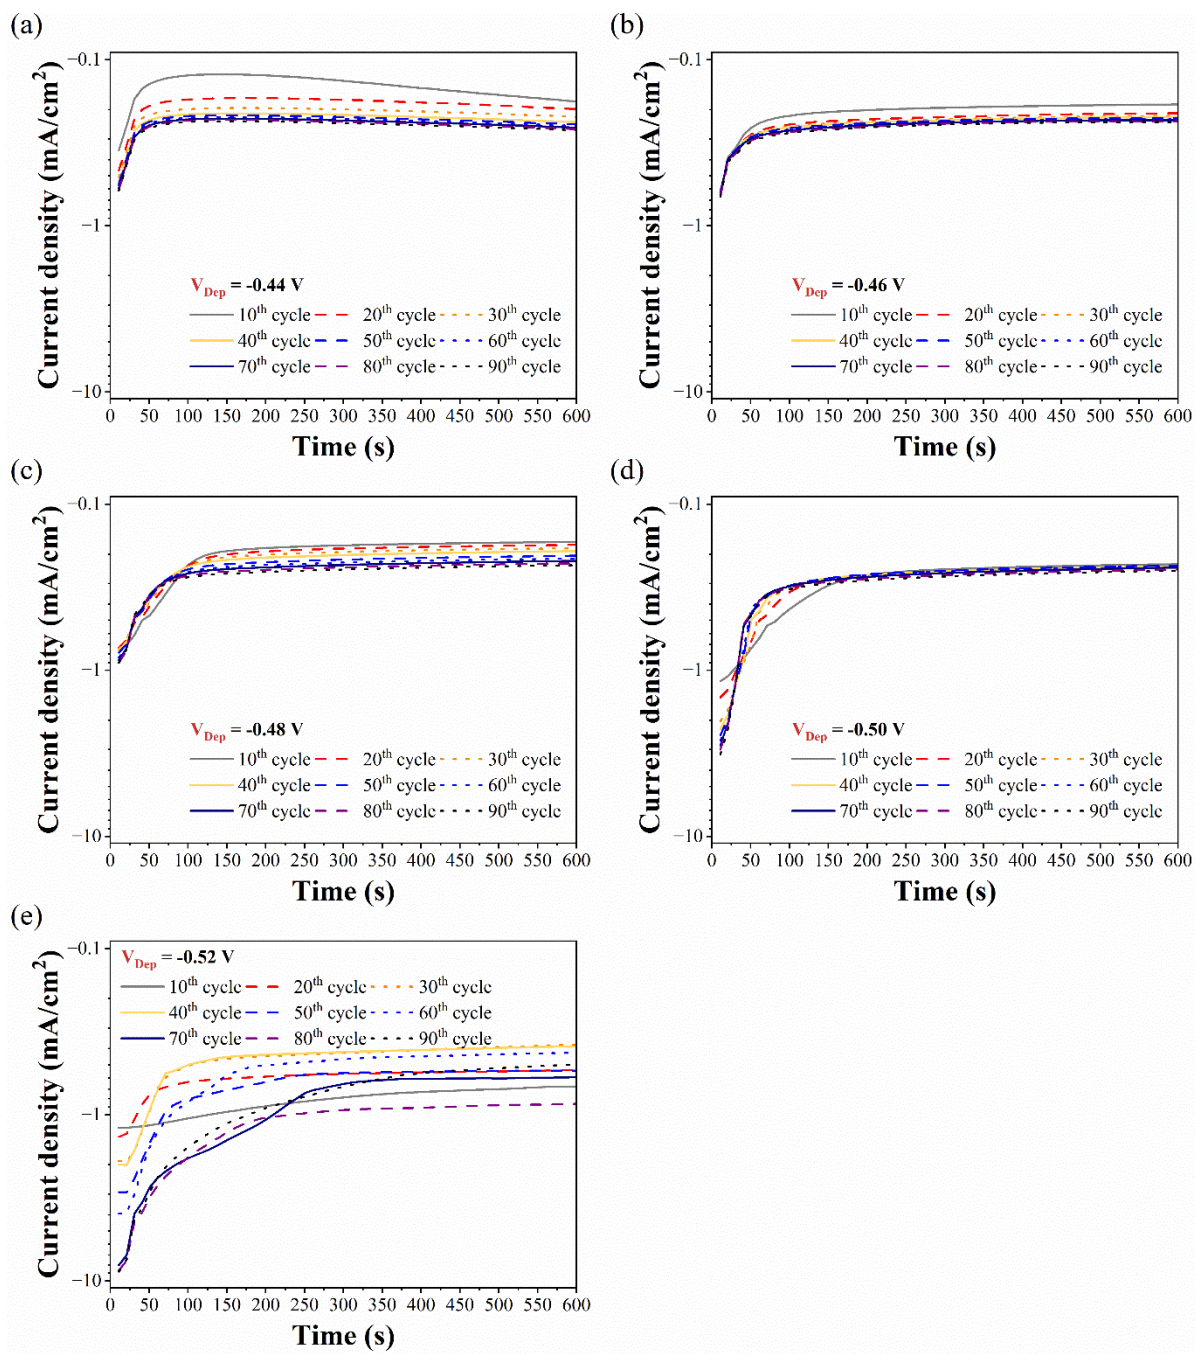 (a)
Current density (mA/cm²)
−0.1
−1
−10
V_Dep = -0.44 V
10th cycle 20th cycle 30th cycle
40th cycle 50th cycle 60th cycle
70th cycle 80th cycle 90th cycle
0 50 100 150 200 250 300 350 400 450 500 550 600
Time (s)
(b)
Current density (mA/cm²)
−0.1
−1
−10
V_Dep = -0.46 V
10th cycle 20th cycle 30th cycle
40th cycle 50th cycle 60th cycle
70th cycle 80th cycle 90th cycle
0 50 100 150 200 250 300 350 400 450 500 550 600
Time (s)
(c)
Current density (mA/cm²)
−0.1
−1
−10
V_Dep = -0.48 V
10th cycle 20th cycle 30th cycle
40th cycle 50th cycle 60th cycle
70th cycle 80th cycle 90th cycle
0 50 100 150 200 250 300 350 400 450 500 550 600
Time (s)
(d)
Current density (mA/cm²)
−0.1
−1
−10
V_Dep = -0.50 V
10th cycle 20th cycle 30th cycle
40th cycle 50th cycle 60th cycle
70th cycle 80th cycle 90th cycle
0 50 100 150 200 250 300 350 400 450 500 550 600
Time (s)
(e)
Current density (mA/cm²)
−0.1
−1
−10
V_Dep = -0.52 V
10th cycle 20th cycle 30th cycle
40th cycle 50th cycle 60th cycle
70th cycle 80th cycle 90th cycle
0 50 100 150 200 250 300 350 400 450 500 550 600
Time (s)